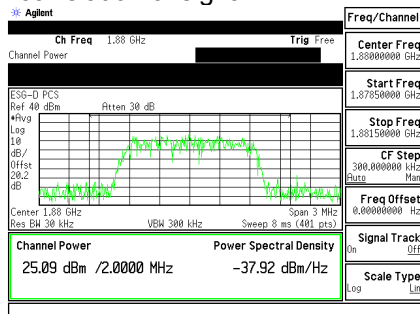 Agilent
Freq/Channel
Ch Freq 1.88 GHz Trig Free
Channel Power
Center Freq
1.88000000 GHz
Start Freq
1.87850000 GHz
Stop Freq
1.88150000 GHz
CF Step
300.000000 kHz
Auto Man
Freq Offset
0.00000000 Hz
Signal Track
On Off
Scale Type
Log Lin
ESG-D PCS
Ref 40 dBm Atten 30 dB
#Avg
Log
10
dB/
Offst
20.2
dB
Center 1.88 GHz Span 3 MHz
Res BW 30 kHz VBW 300 kHz Sweep 8 ms (401 pts)
Channel Power Power Spectral Density
25.09 dBm /2.0000 MHz -37.92 dBm/Hz